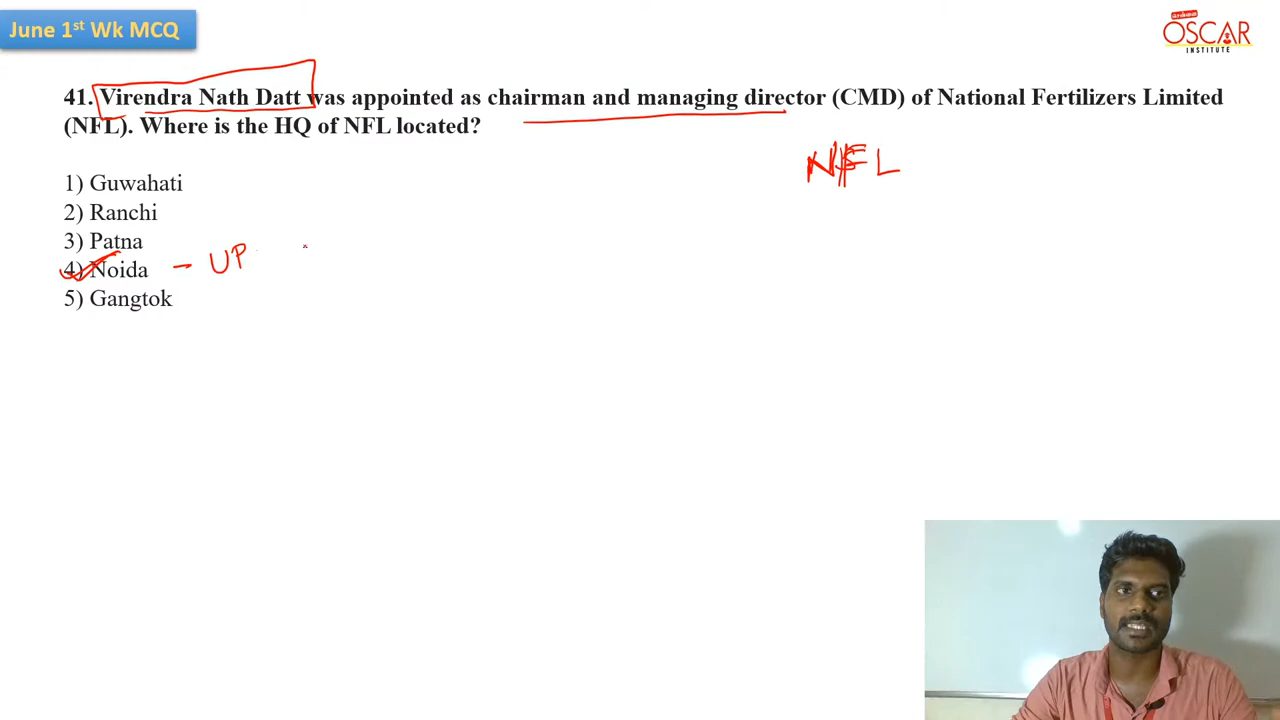 June 1st Wk MCQ
சென்னை
OSCAR
INSTITUTE
41. Virendra Nath Datt was appointed as chairman and managing director (CMD) of National Fertilizers Limited
(NFL). Where is the HQ of NFL located?
NFL
1) Guwahati
2) Ranchi
3) Patna
4) Noida - UP
5) Gangtok